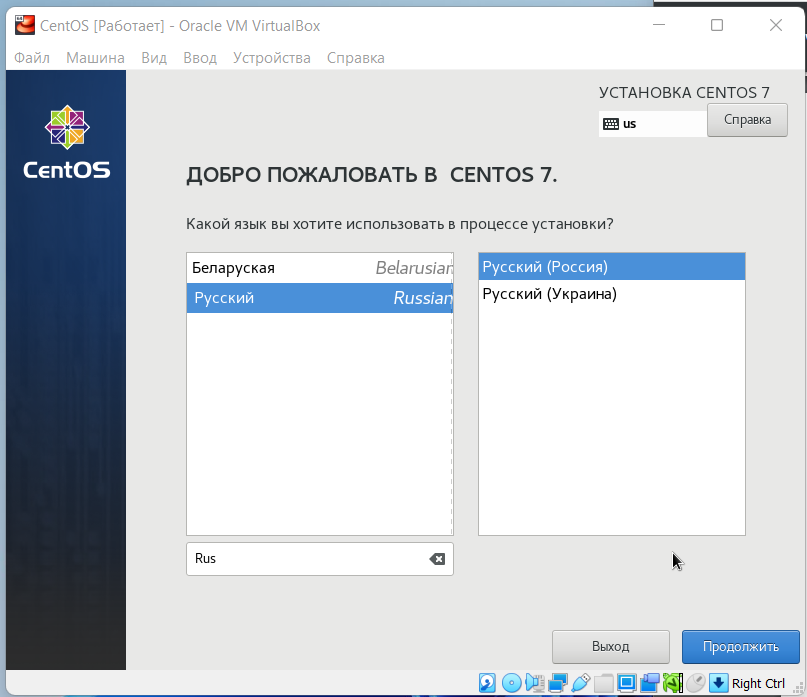 CentOS [Работает] - Oracle VM VirtualBox
Файл Машина Вид Ввод Устройства Справка
УСТАНОВКА CENTOS 7
us Справка
CentOS
ДОБРО ПОЖАЛОВАТЬ В CENTOS 7.
Какой язык вы хотите использовать в процессе установки?
Беларуская Belarusian
Русский Russian
Русский (Россия)
Русский (Украина)
Rus
Выход Продолжить
Right Ctrl